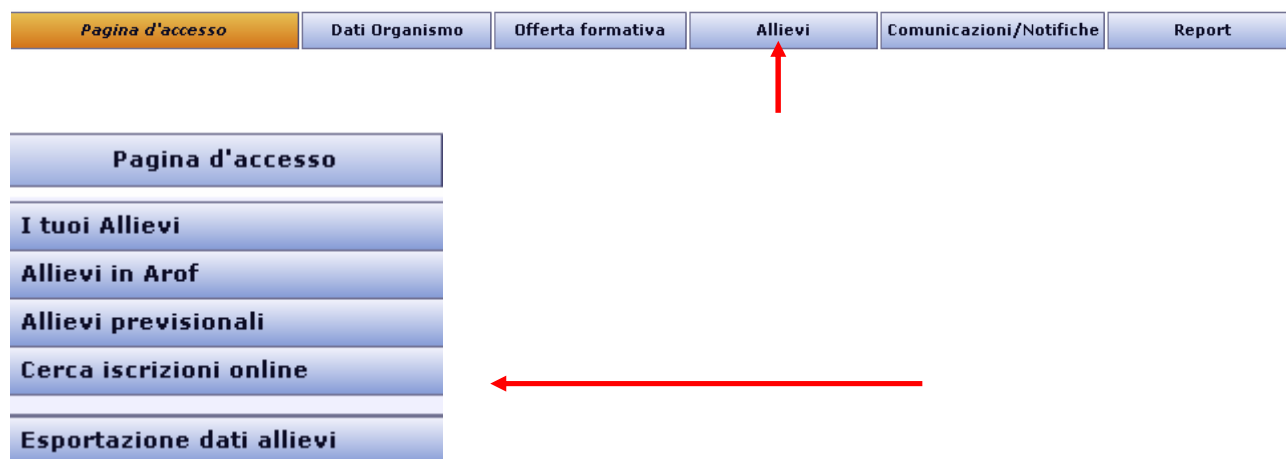 Pagina d'accesso Dati Organismo Offerta formativa Allievi Comunicazioni/Notifiche Report
Pagina d'accesso
I tuoi Allievi
Allievi in Arof
Allievi previsionali
Cerca iscrizioni online
Esportazione dati allievi